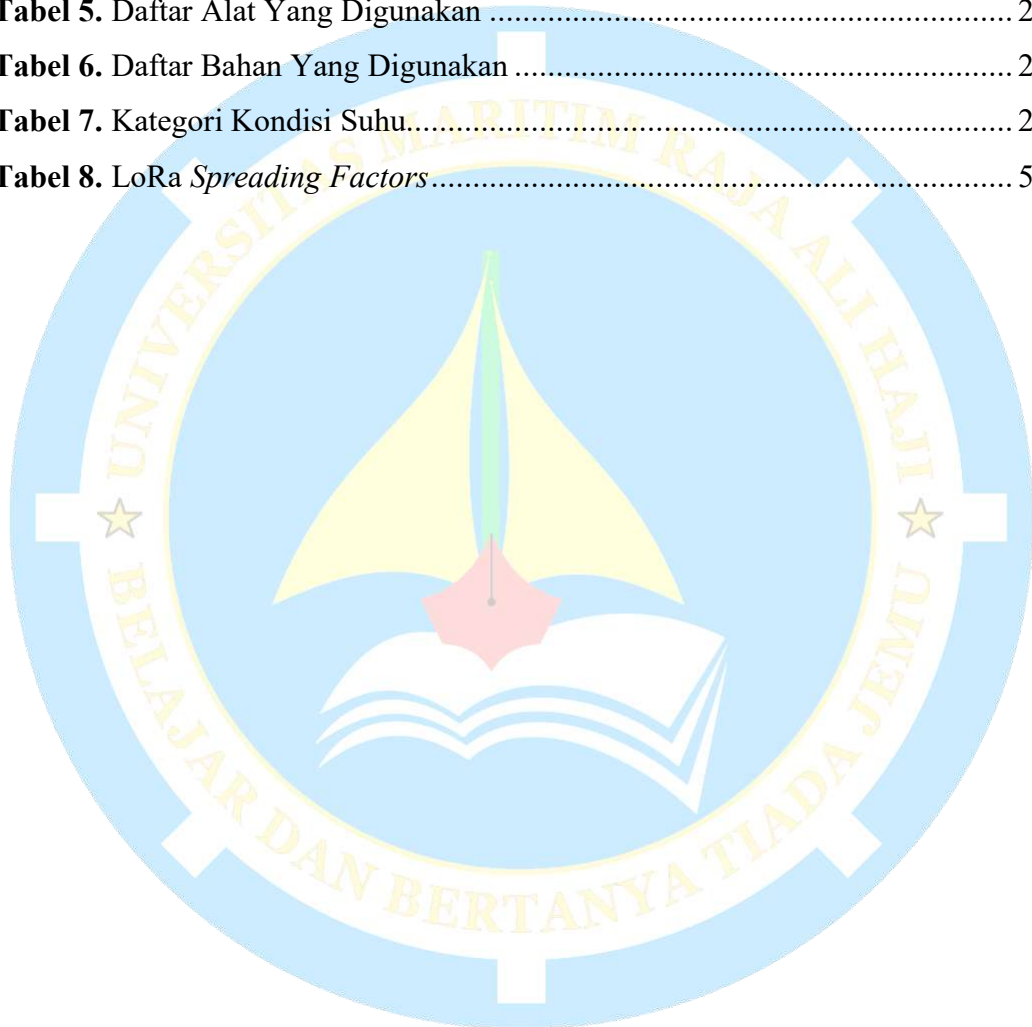 Tabel 5. Daftar Alat Yang Digunakan ........................................................................ 2
Tabel 6. Daftar Bahan Yang Digunakan ..................................................................... 2
Tabel 7. Kategori Kondisi Suhu.................................................................................. 2
Tabel 8. LoRa Spreading Factors................................................................................ 5
UNIVERSITAS MARITIM RAJA ALI HAJI
BELAJAR DAN BERTANYA TIADA JEMU